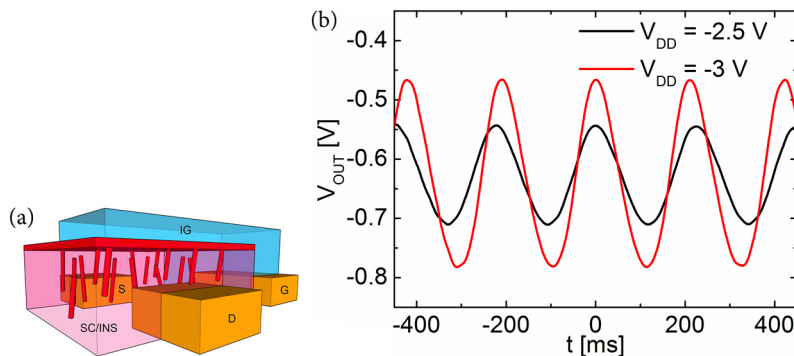 (a)
IG
S
G
D
SC/INS
(b)
V_DD = -2.5 V
V_DD = -3 V
V_OUT [V]
-0.4
-0.5
-0.6
-0.7
-0.8
-400 -200 0 200 400
t [ms]